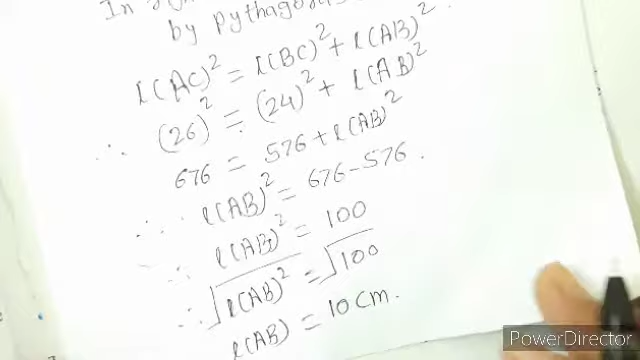 In
by pythagoras
l(AC)² = l(BC)² + l(AB)².
∴ (26)² = (24)² + l(AB)²
676 = 576 + l(AB)²
∴ l(AB)² = 676 - 576.
∴ l(AB)² = 100
∴ √l(AB)² = √100
l(AB) = 10 cm.
PowerDirector